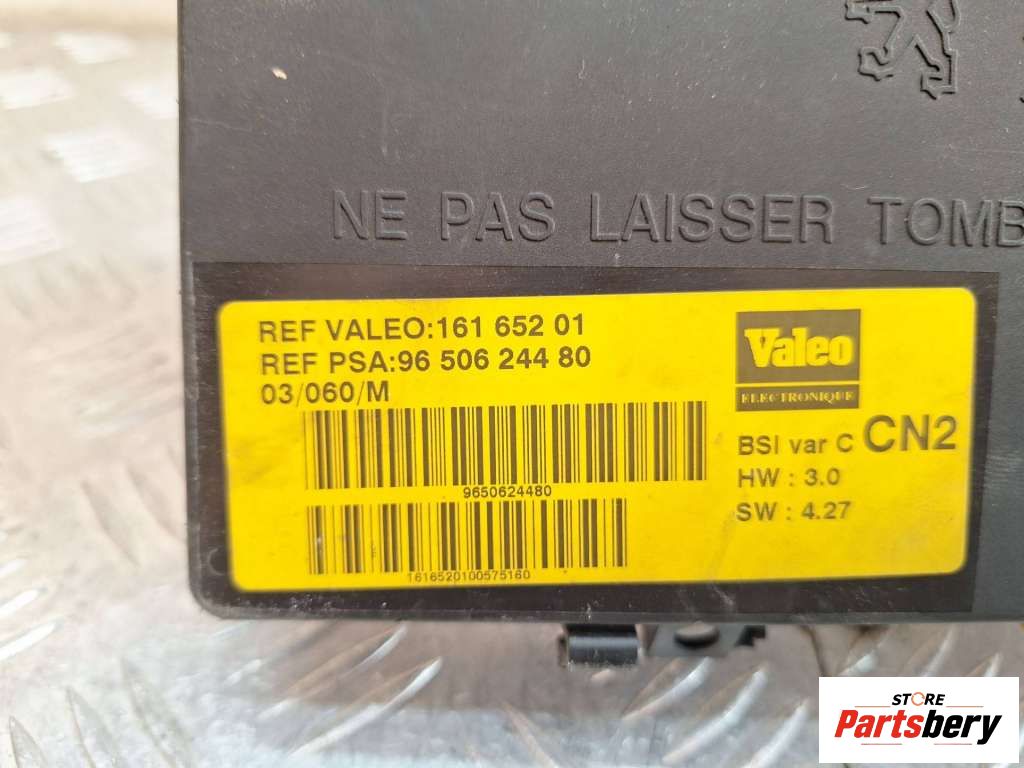 NE PAS LAISSER TOMB
REF VALEO:161 652 01
REF PSA:96 506 244 80
03/060/M
9650624480
1616520100575160
Valeo
ELECTRONIQUE
BSI var C CN2
HW : 3.0
SW : 4.27
STORE
Partsbery